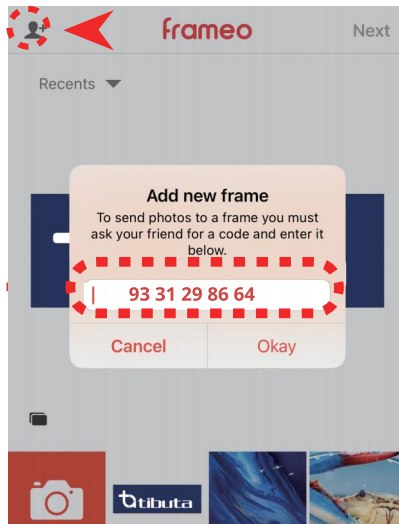 frameo
Next
Recents
Add new frame
To send photos to a frame you must
ask your friend for a code and enter it
below.
93 31 29 86 64
Cancel
Okay
tibuta